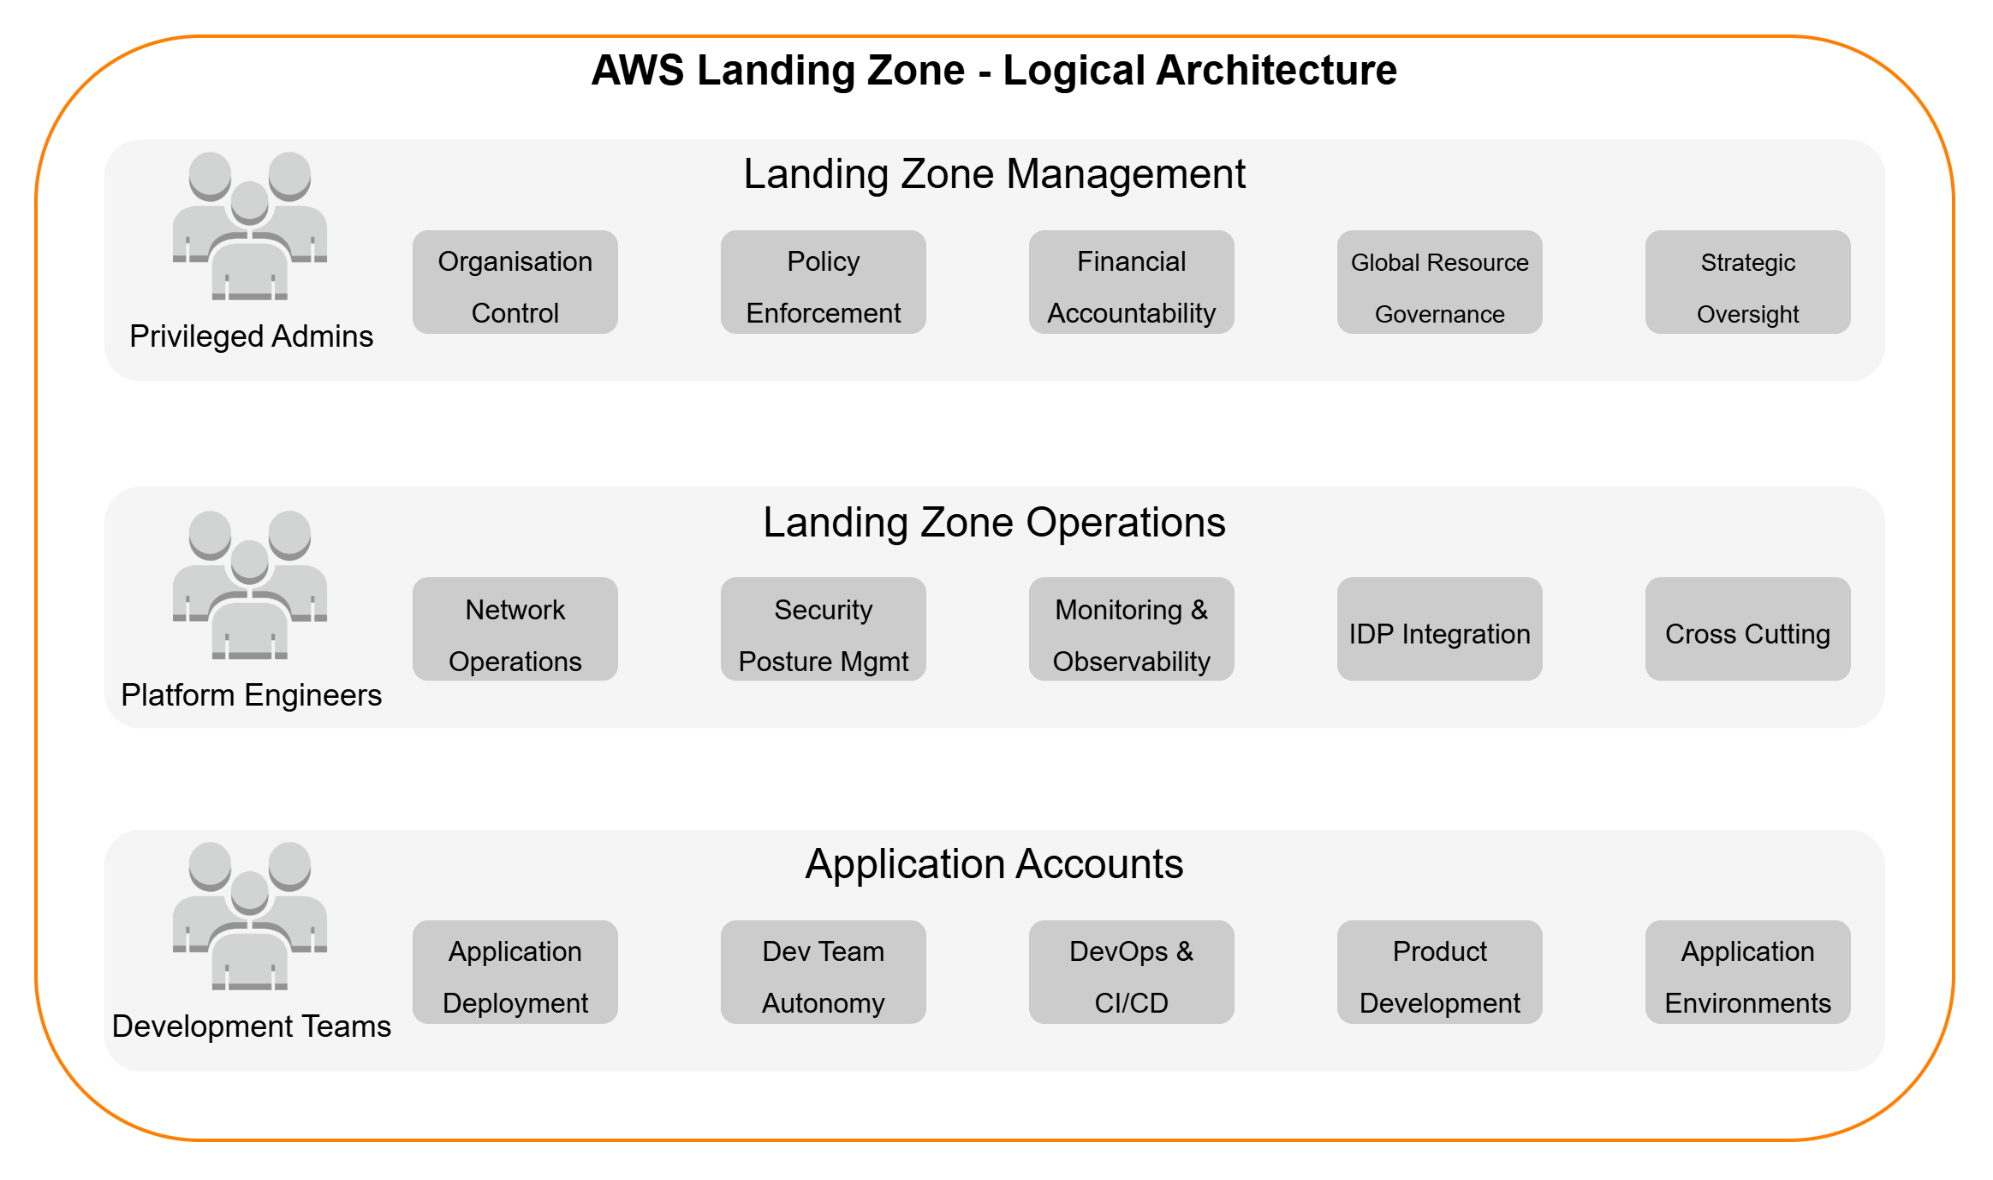 AWS Landing Zone - Logical Architecture
Landing Zone Management
Privileged Admins
Organisation
Control
Policy
Enforcement
Financial
Accountability
Global Resource
Governance
Strategic
Oversight
Landing Zone Operations
Platform Engineers
Network
Operations
Security
Posture Mgmt
Monitoring &
Observability
IDP Integration
Cross Cutting
Application Accounts
Development Teams
Application
Deployment
Dev Team
Autonomy
DevOps &
CI/CD
Product
Development
Application
Environments